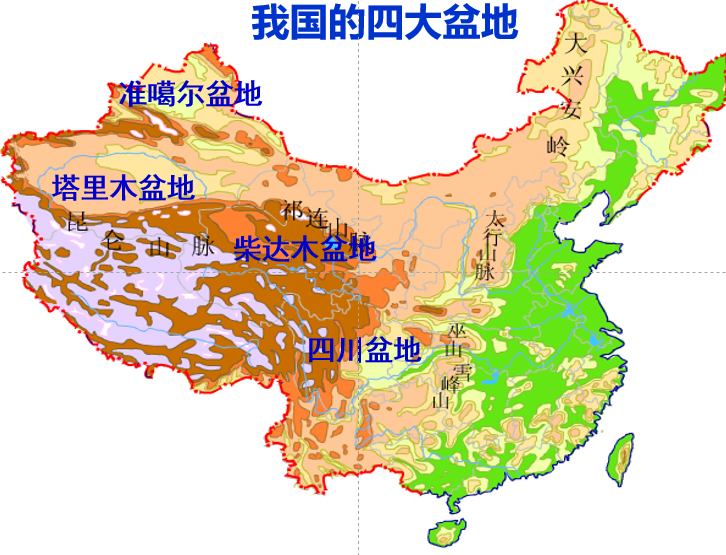 我国的四大盆地
大兴安岭
准噶尔盆地
塔里木盆地
昆仑山脉
祁连山脉
柴达木盆地
太行山脉
四川盆地
巫山
雪峰山